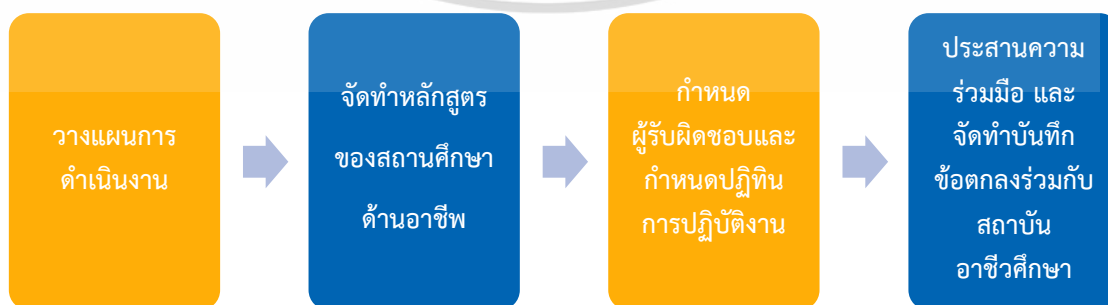 วางแผนการ
ดำเนินงาน
จัดทำหลักสูตร
ของสถานศึกษา
ด้านอาชีพ
กำหนด
ผู้รับผิดชอบและ
กำหนดปฏิทิน
การปฏิบัติงาน
ประสานความ
ร่วมมือ และ
จัดทำบันทึก
ข้อตกลงร่วมกับ
สถาบัน
อาชีวศึกษา